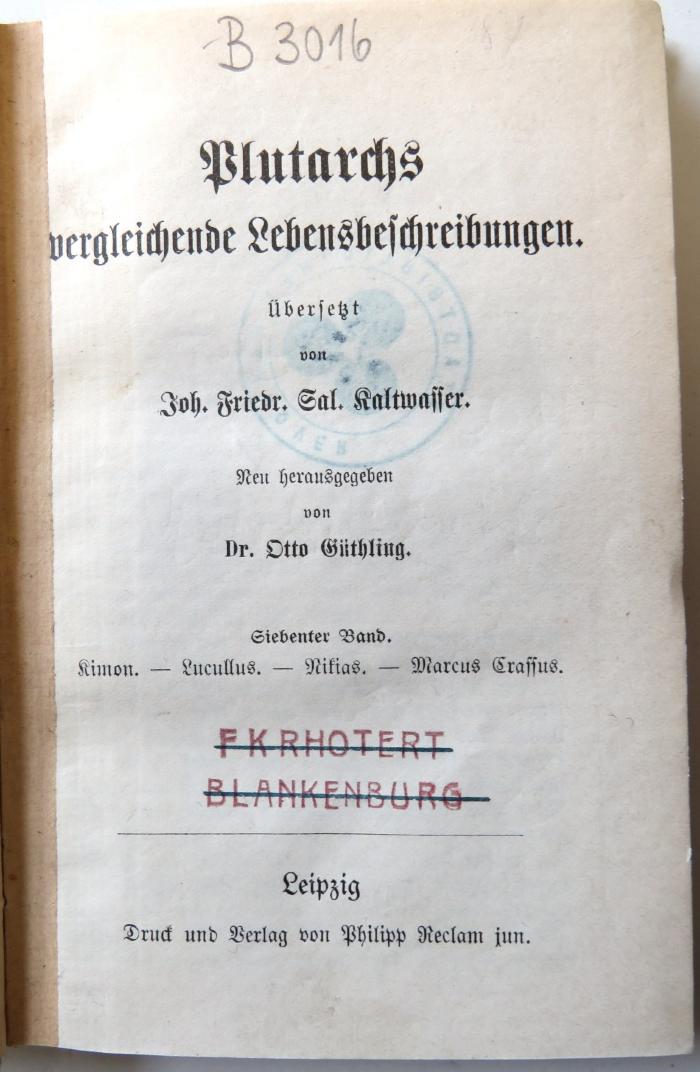 B 3016
Plutarchs
vergleichende Lebensbeschreibungen.
Übersetzt
von
Joh. Friedr. Sal. Kaltwasser.
Neu herausgegeben
von
Dr. Otto Güthling.
Siebenter Band.
Kimon. — Lucullus. — Nikias. — Marcus Crassus.
F K RHOTERT
BLANKENBURG
Leipzig
Druck und Verlag von Philipp Reclam jun.